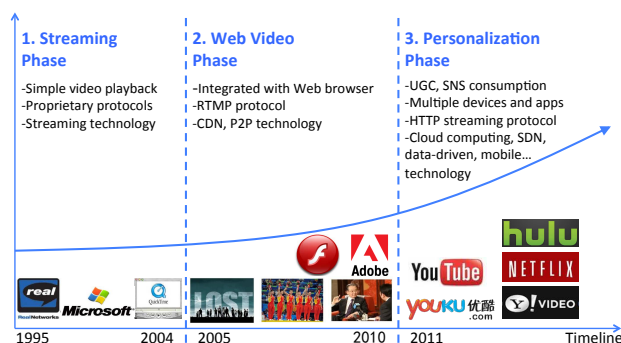 1. Streaming
Phase
-Simple video playback
-Proprietary protocols
-Streaming technology
2. Web Video
Phase
-Integrated with Web browser
-RTMP protocol
-CDN, P2P technology
3. Personalization
Phase
-UGC, SNS consumption
-Multiple devices and apps
-HTTP streaming protocol
-Cloud computing, SDN,
data-driven, mobile…
technology
real
RealNetworks
Microsoft
QuickTime
LOST
Adobe
You Tube
hulu
NETFLIX
YOUKU 优酷
.com
Y! VIDEO
1995
2004
2005
2010
2011
Timeline